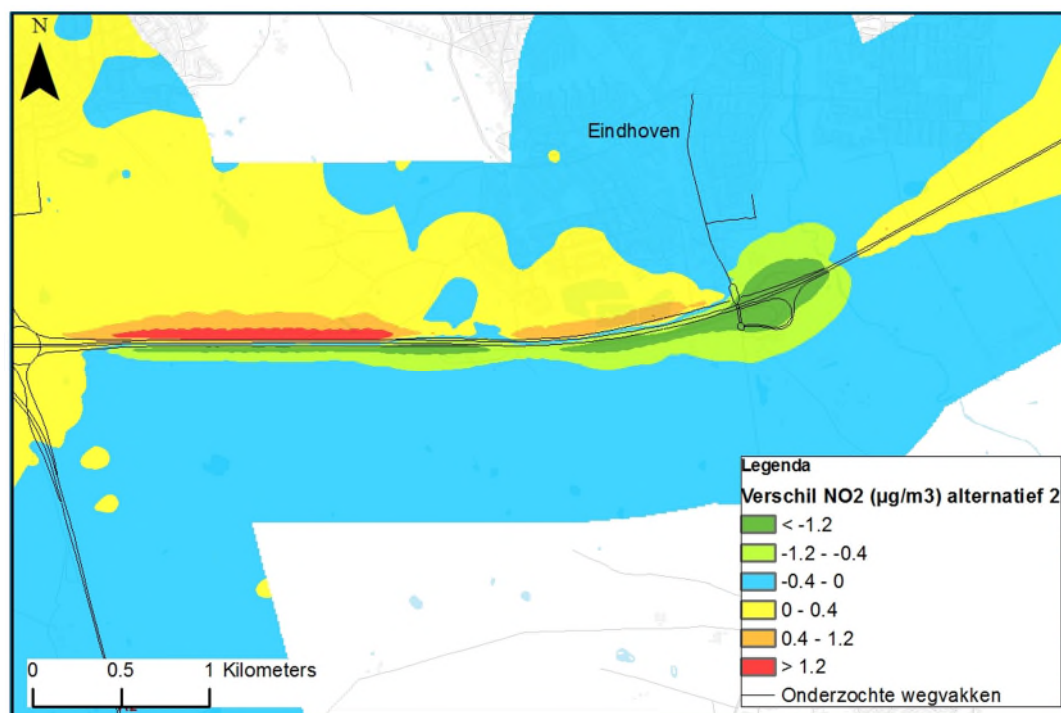 N
Eindhoven
Legenda
Verschil NO2 (µg/m3) alternatief 2
< -1.2
-1.2 - -0.4
-0.4 - 0
0 - 0.4
0.4 - 1.2
> 1.2
Onderzochte wegvakken
0 0.5 1 Kilometers